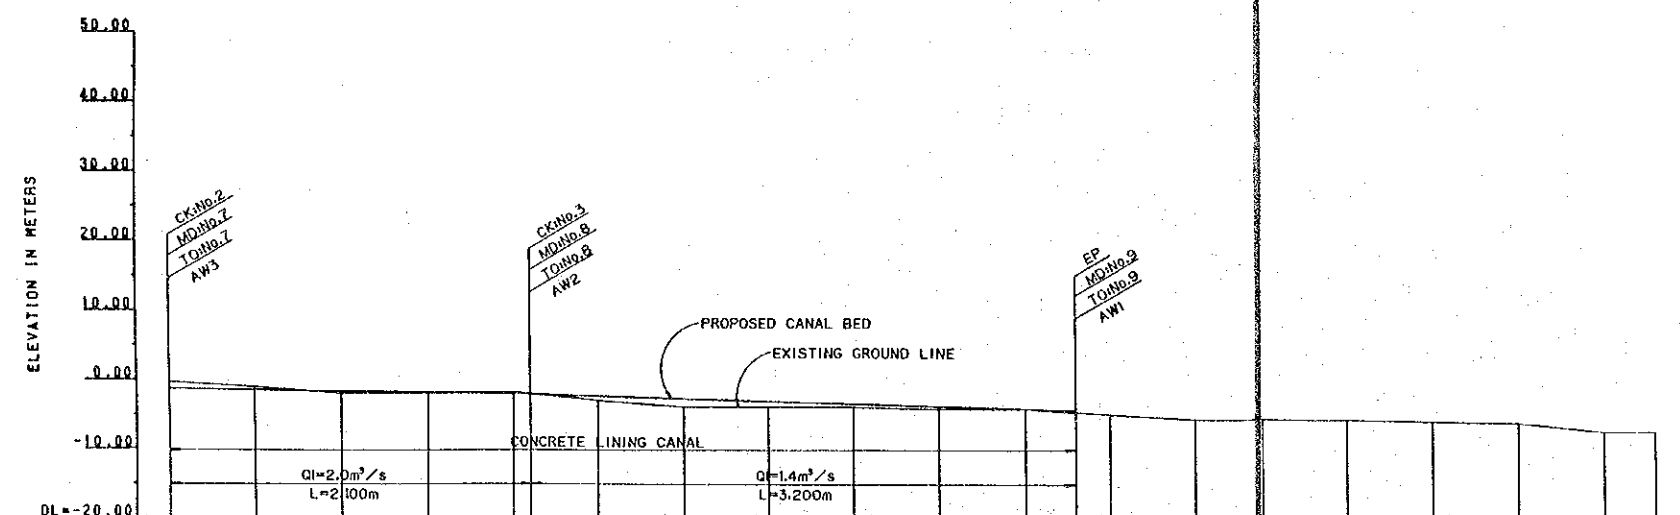 50.00
40.00
30.00
20.00
10.00
0.00
-10.00
DL=-20.00
ELEVATION IN METERS
CK:No.2
MD:No.7
TO:No.7
AW3
CK:No.3
MD:No.8
TO:No.8
AW2
EP
MD:No.9
TO:No.9
AW1
PROPOSED CANAL BED
EXISTING GROUND LINE
CONCRETE LINING CANAL
Q1=2.0m³/s
L=2.100m
Q1=1.4m³/s
L=3.200m